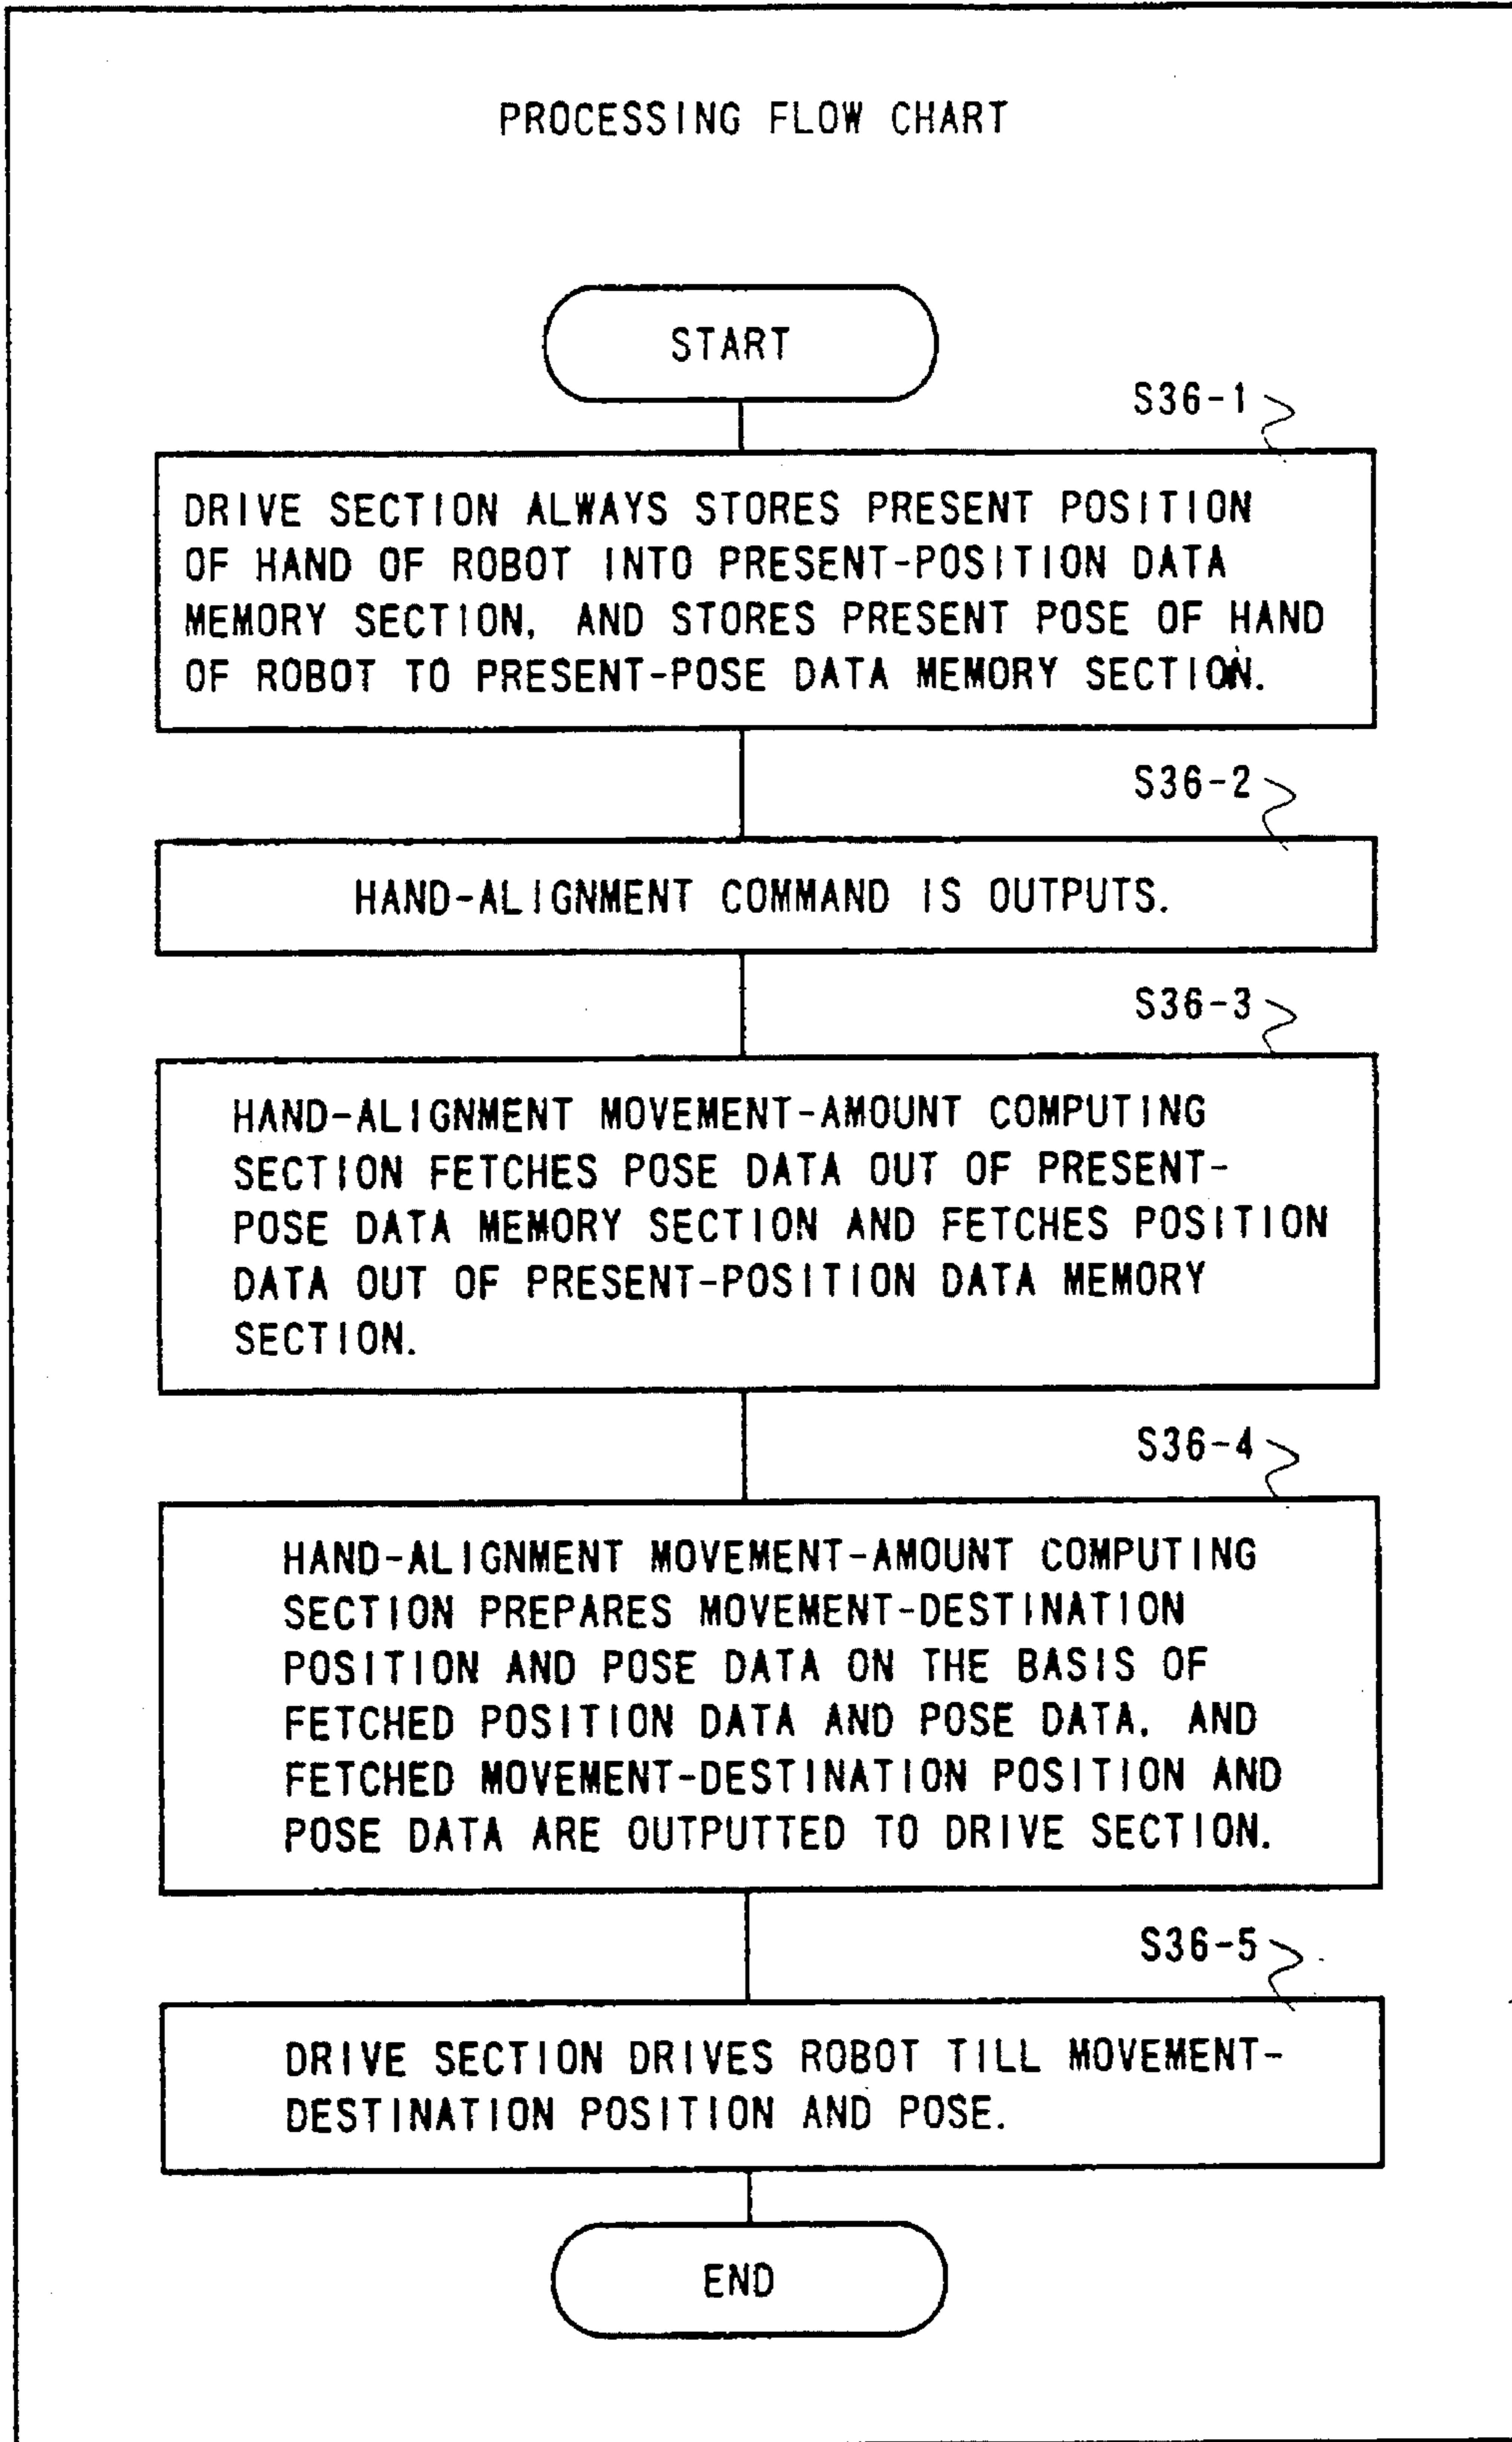 PROCESSING FLOW CHART
START
S36-1
DRIVE SECTION ALWAYS STORES PRESENT POSITION
OF HAND OF ROBOT INTO PRESENT-POSITION DATA
MEMORY SECTION, AND STORES PRESENT POSE OF HAND
OF ROBOT TO PRESENT-POSE DATA MEMORY SECTION.
S36-2
HAND-ALIGNMENT COMMAND IS OUTPUTS.
S36-3
HAND-ALIGNMENT MOVEMENT-AMOUNT COMPUTING
SECTION FETCHES POSE DATA OUT OF PRESENT-
POSE DATA MEMORY SECTION AND FETCHES POSITION
DATA OUT OF PRESENT-POSITION DATA MEMORY
SECTION.
S36-4
HAND-ALIGNMENT MOVEMENT-AMOUNT COMPUTING
SECTION PREPARES MOVEMENT-DESTINATION
POSITION AND POSE DATA ON THE BASIS OF
FETCHED POSITION DATA AND POSE DATA, AND
FETCHED MOVEMENT-DESTINATION POSITION AND
POSE DATA ARE OUTPUTTED TO DRIVE SECTION.
S36-5
DRIVE SECTION DRIVES ROBOT TILL MOVEMENT-
DESTINATION POSITION AND POSE.
END